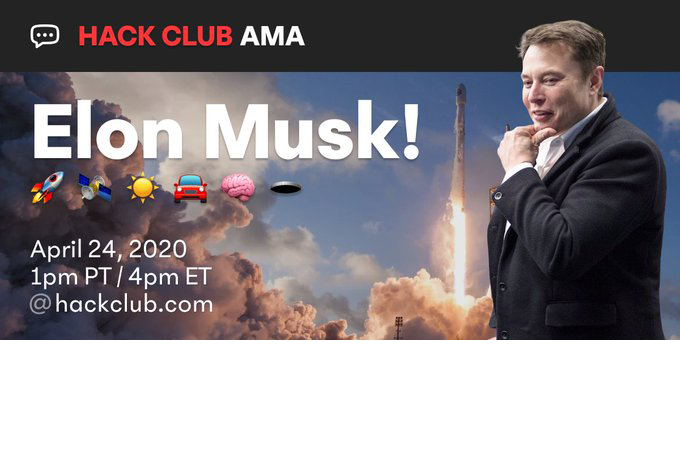 HACK CLUB AMA
Elon Musk!
April 24, 2020
1pm PT / 4pm ET
@hackclub.com